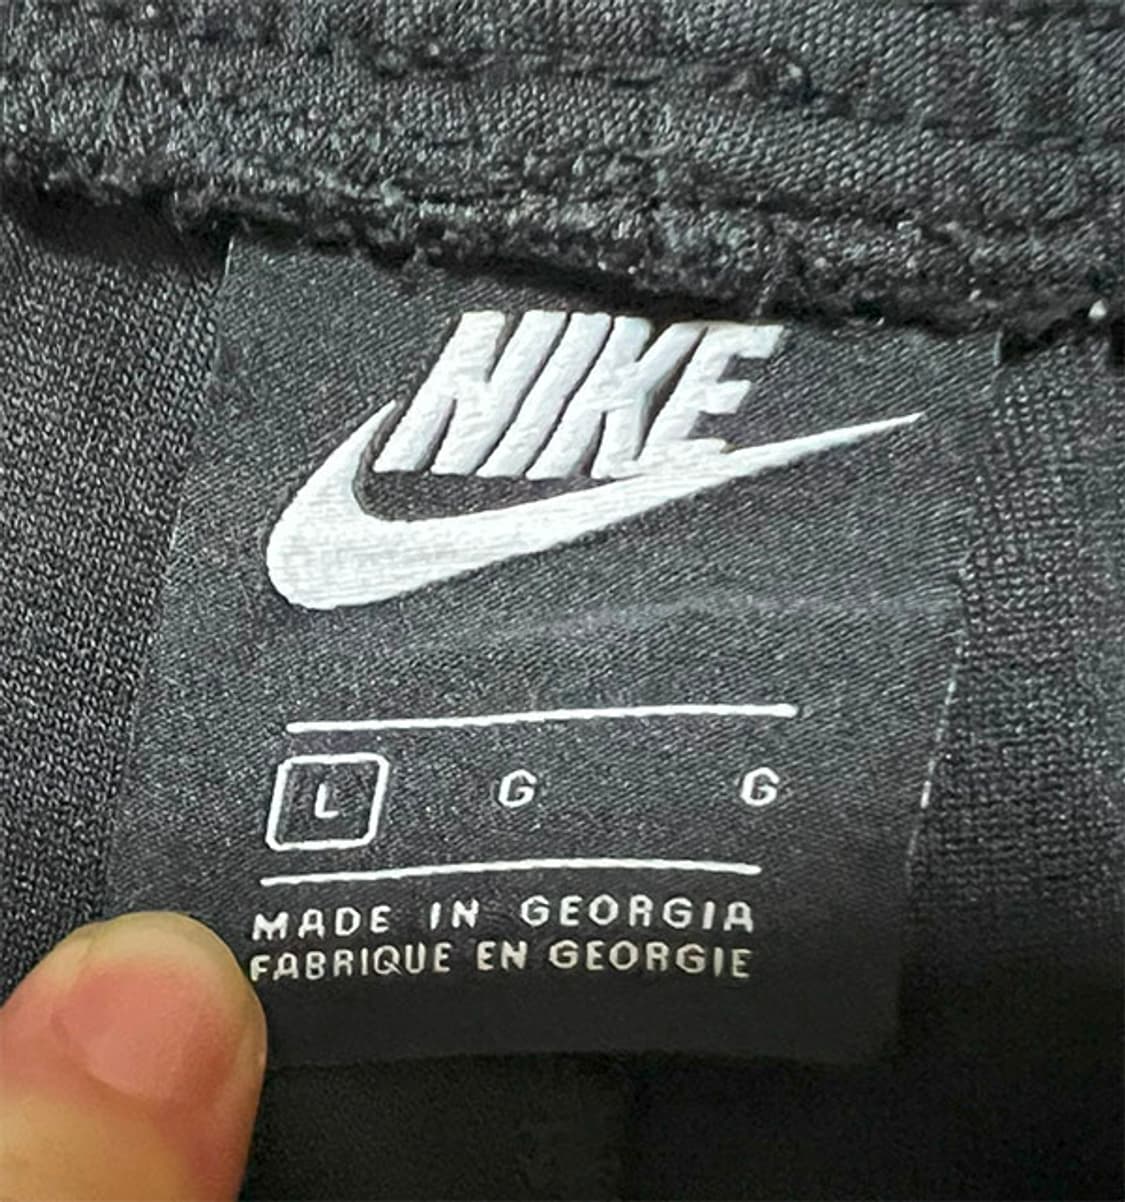 NIKE
L G G
MADE IN GEORGIA
FABRIQUE EN GEORGIE